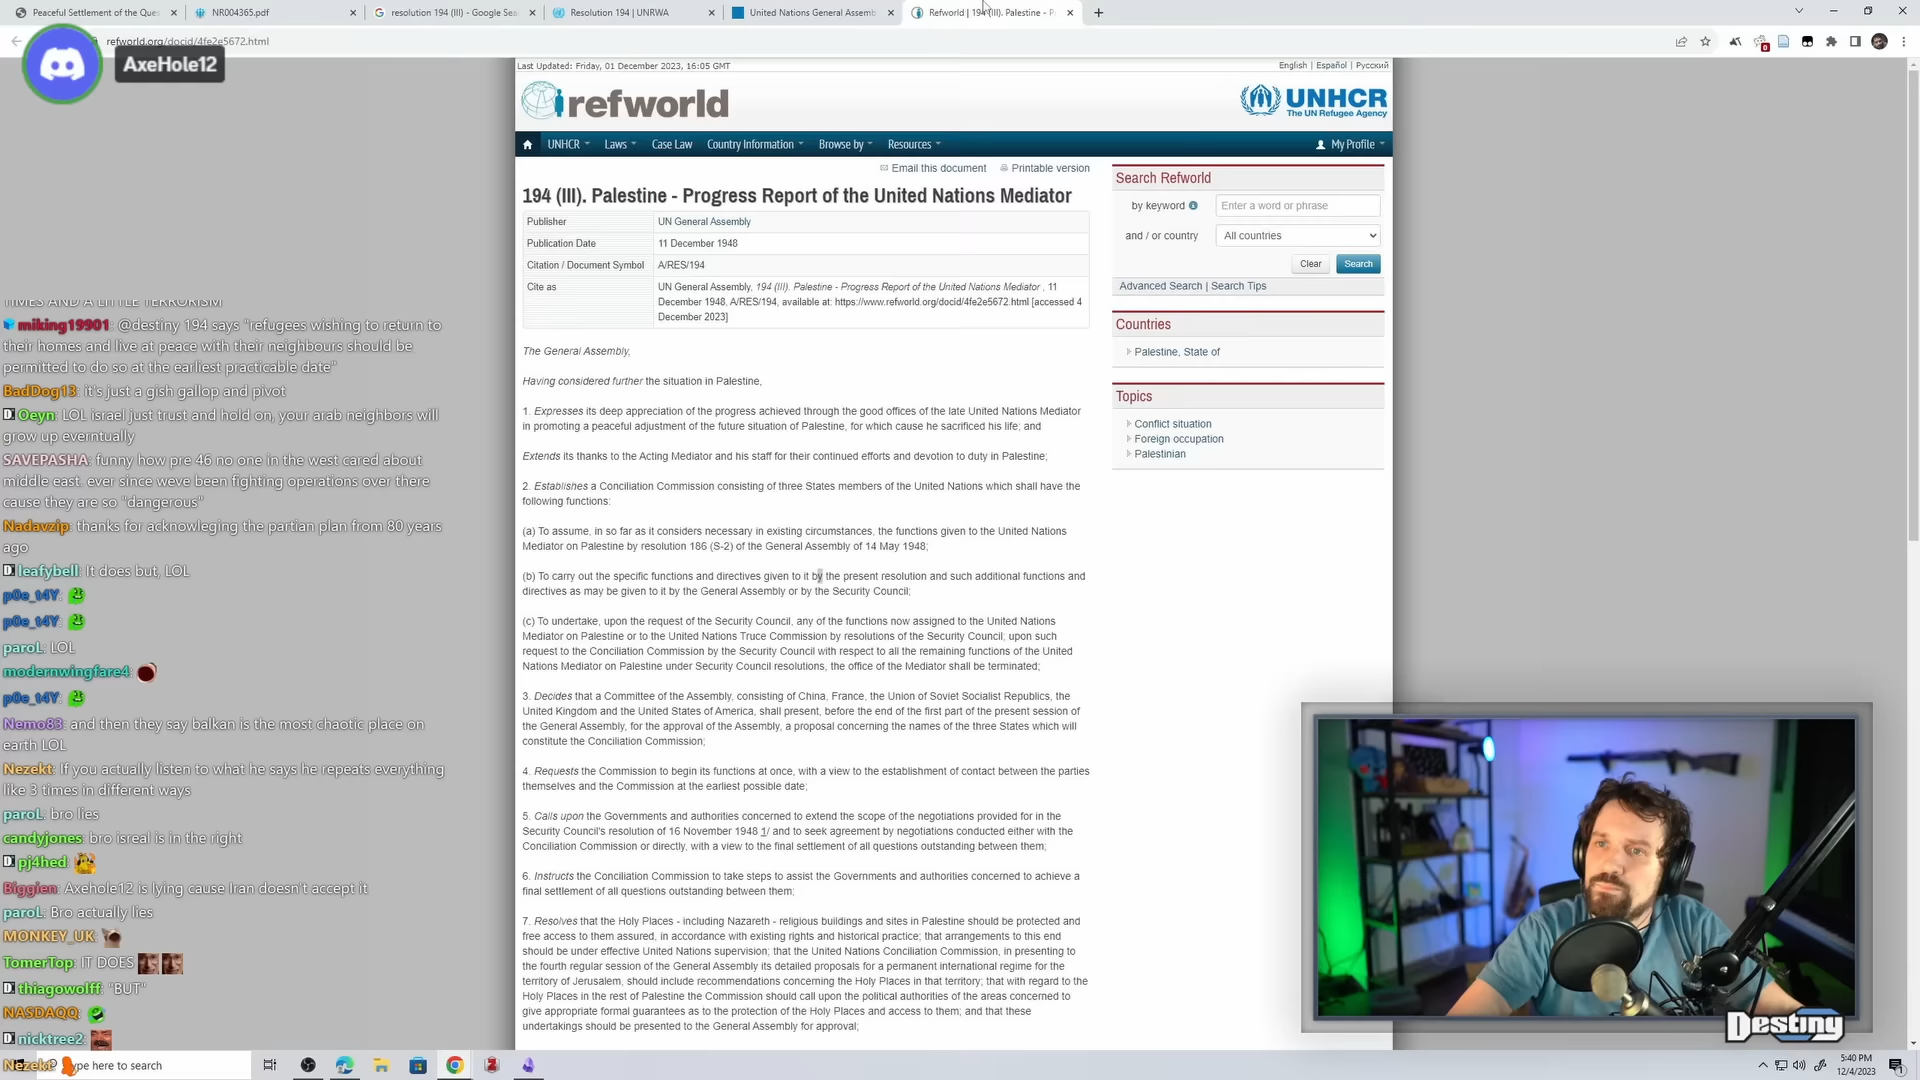 Peaceful Settlement of the Ques
NR004365.pdf
resolution 194 (III) - Google Sea
Resolution 194 | UNRWA
United Nations General Assemb
Refworld | 194 (III). Palestine - P
refworld.org/docid/4fe2e5672.html
AxeHole12
Last Updated: Friday, 01 December 2023, 16:05 GMT
English | Español | Русский
refworld
UNHCR
The UN Refugee Agency
UNHCR
Laws
Case Law
Country Information
Browse by
Resources
My Profile
Email this document
Printable version
194 (III). Palestine - Progress Report of the United Nations Mediator
Publisher
UN General Assembly
Publication Date
11 December 1948
Citation / Document Symbol
A/RES/194
Cite as
UN General Assembly, 194 (III). Palestine - Progress Report of the United Nations Mediator , 11
December 1948, A/RES/194, available at: https://www.refworld.org/docid/4fe2e5672.html [accessed 4
December 2023]
The General Assembly,
Having considered further the situation in Palestine,
1. Expresses its deep appreciation of the progress achieved through the good offices of the late United Nations Mediator
in promoting a peaceful adjustment of the future situation of Palestine, for which cause he sacrificed his life; and
Extends its thanks to the Acting Mediator and his staff for their continued efforts and devotion to duty in Palestine;
2. Establishes a Conciliation Commission consisting of three States members of the United Nations which shall have the
following functions:
(a) To assume, in so far as it considers necessary in existing circumstances, the functions given to the United Nations
Mediator on Palestine by resolution 186 (S-2) of the General Assembly of 14 May 1948;
(b) To carry out the specific functions and directives given to it by the present resolution and such additional functions and
directives as may be given to it by the General Assembly or by the Security Council;
(c) To undertake, upon the request of the Security Council, any of the functions now assigned to the United Nations
Mediator on Palestine or to the United Nations Truce Commission by resolutions of the Security Council; upon such
request to the Conciliation Commission by the Security Council with respect to all the remaining functions of the United
Nations Mediator on Palestine under Security Council resolutions, the office of the Mediator shall be terminated;
3. Decides that a Committee of the Assembly, consisting of China, France, the Union of Soviet Socialist Republics, the
United Kingdom and the United States of America, shall present, before the end of the first part of the present session of
the General Assembly, for the approval of the Assembly, a proposal concerning the names of the three States which will
constitute the Conciliation Commission;
4. Requests the Commission to begin its functions at once, with a view to the establishment of contact between the parties
themselves and the Commission at the earliest possible date;
5. Calls upon the Governments and authorities concerned to extend the scope of the negotiations provided for in the
Security Council's resolution of 16 November 1948 1/ and to seek agreement by negotiations conducted either with the
Conciliation Commission or directly, with a view to the final settlement of all questions outstanding between them;
6. Instructs the Conciliation Commission to take steps to assist the Governments and authorities concerned to achieve a
final settlement of all questions outstanding between them;
7. Resolves that the Holy Places - including Nazareth - religious buildings and sites in Palestine should be protected and
free access to them assured, in accordance with existing rights and historical practice; that arrangements to this end
should be under effective United Nations supervision; that the United Nations Conciliation Commission, in presenting to
the fourth regular session of the General Assembly its detailed proposals for a permanent international regime for the
territory of Jerusalem, should include recommendations concerning the Holy Places in that territory; that with regard to the
Holy Places in the rest of Palestine the Commission should call upon the political authorities of the areas concerned to
give appropriate formal guarantees as to the protection of the Holy Places and access to them; and that these
undertakings should be presented to the General Assembly for approval;
Search Refworld
by keyword
Enter a word or phrase
and / or country
All countries
Clear
Search
Advanced Search | Search Tips
Countries
Palestine, State of
Topics
Conflict situation
Foreign occupation
Palestinian
TIMES AND A LITTLE TERRORISM
miking19901: @destiny 194 says "refugees wishing to return to
their homes and live at peace with their neighbours should be
permitted to do so at the earliest practicable date"
BadDog13: it's just a gish gallop and pivot
Oeyn: LOL israel just trust and hold on, your arab neighbors will
grow up everntually
SAVEPASHA: funny how pre 46 no one in the west cared about
middle east. ever since weve been fighting operations over there
cause they are so "dangerous"
Nadavzip: thanks for acknowleging the partian plan from 80 years
ago
leafybell: It does but, LOL
p0e_t4Y:
p0e_t4Y:
paroL: LOL
modernwingfare4:
p0e_t4Y:
Nemo83: and then they say balkan is the most chaotic place on
earth LOL
Nezekt: If you actually listen to what he says he repeats everything
like 3 times in different ways
paroL: bro lies
candyjones: bro isreal is in the right
pj4hed:
Biggien: Axehole12 is lying cause Iran doesn't accept it
paroL: Bro actually lies
MONKEY_UK:
TomerTop: IT DOES
thiagowolff: "BUT"
NASDAQQ:
nicktree2:
Nezekt:
ype here to search
Destiny
5:40 PM
12/4/2023